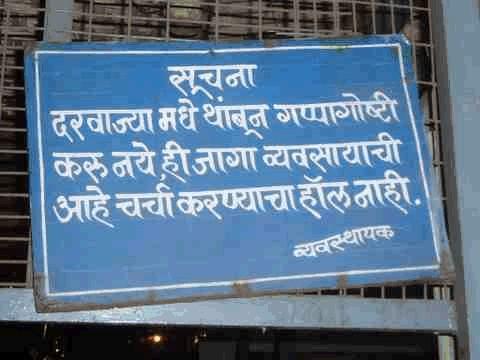 सूचना
दरवाज्या मधे थांबून गप्पागोष्टी
करु नये, ही जागा व्यवसायाची
आहे चर्चा करण्याचा हॉल नाही.
व्यवस्थापक